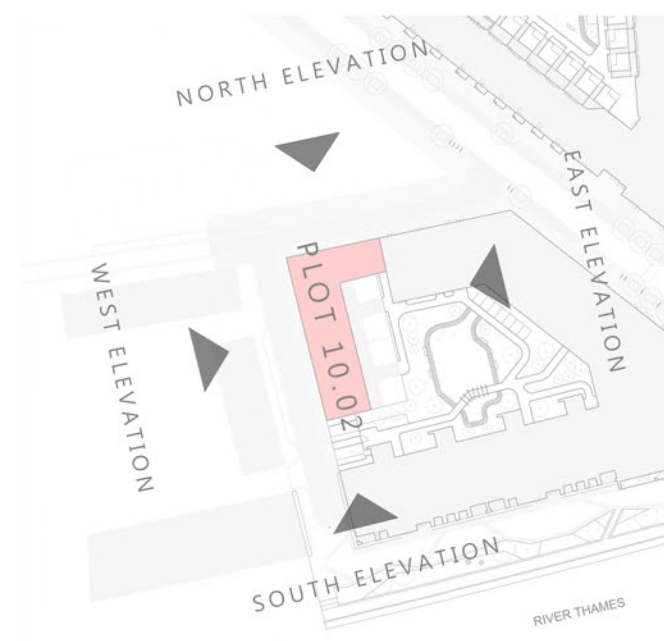 NORTH ELEVATION
EAST ELEVATION
PLOT 10.02
WEST ELEVATION
SOUTH ELEVATION
RIVER THAMES